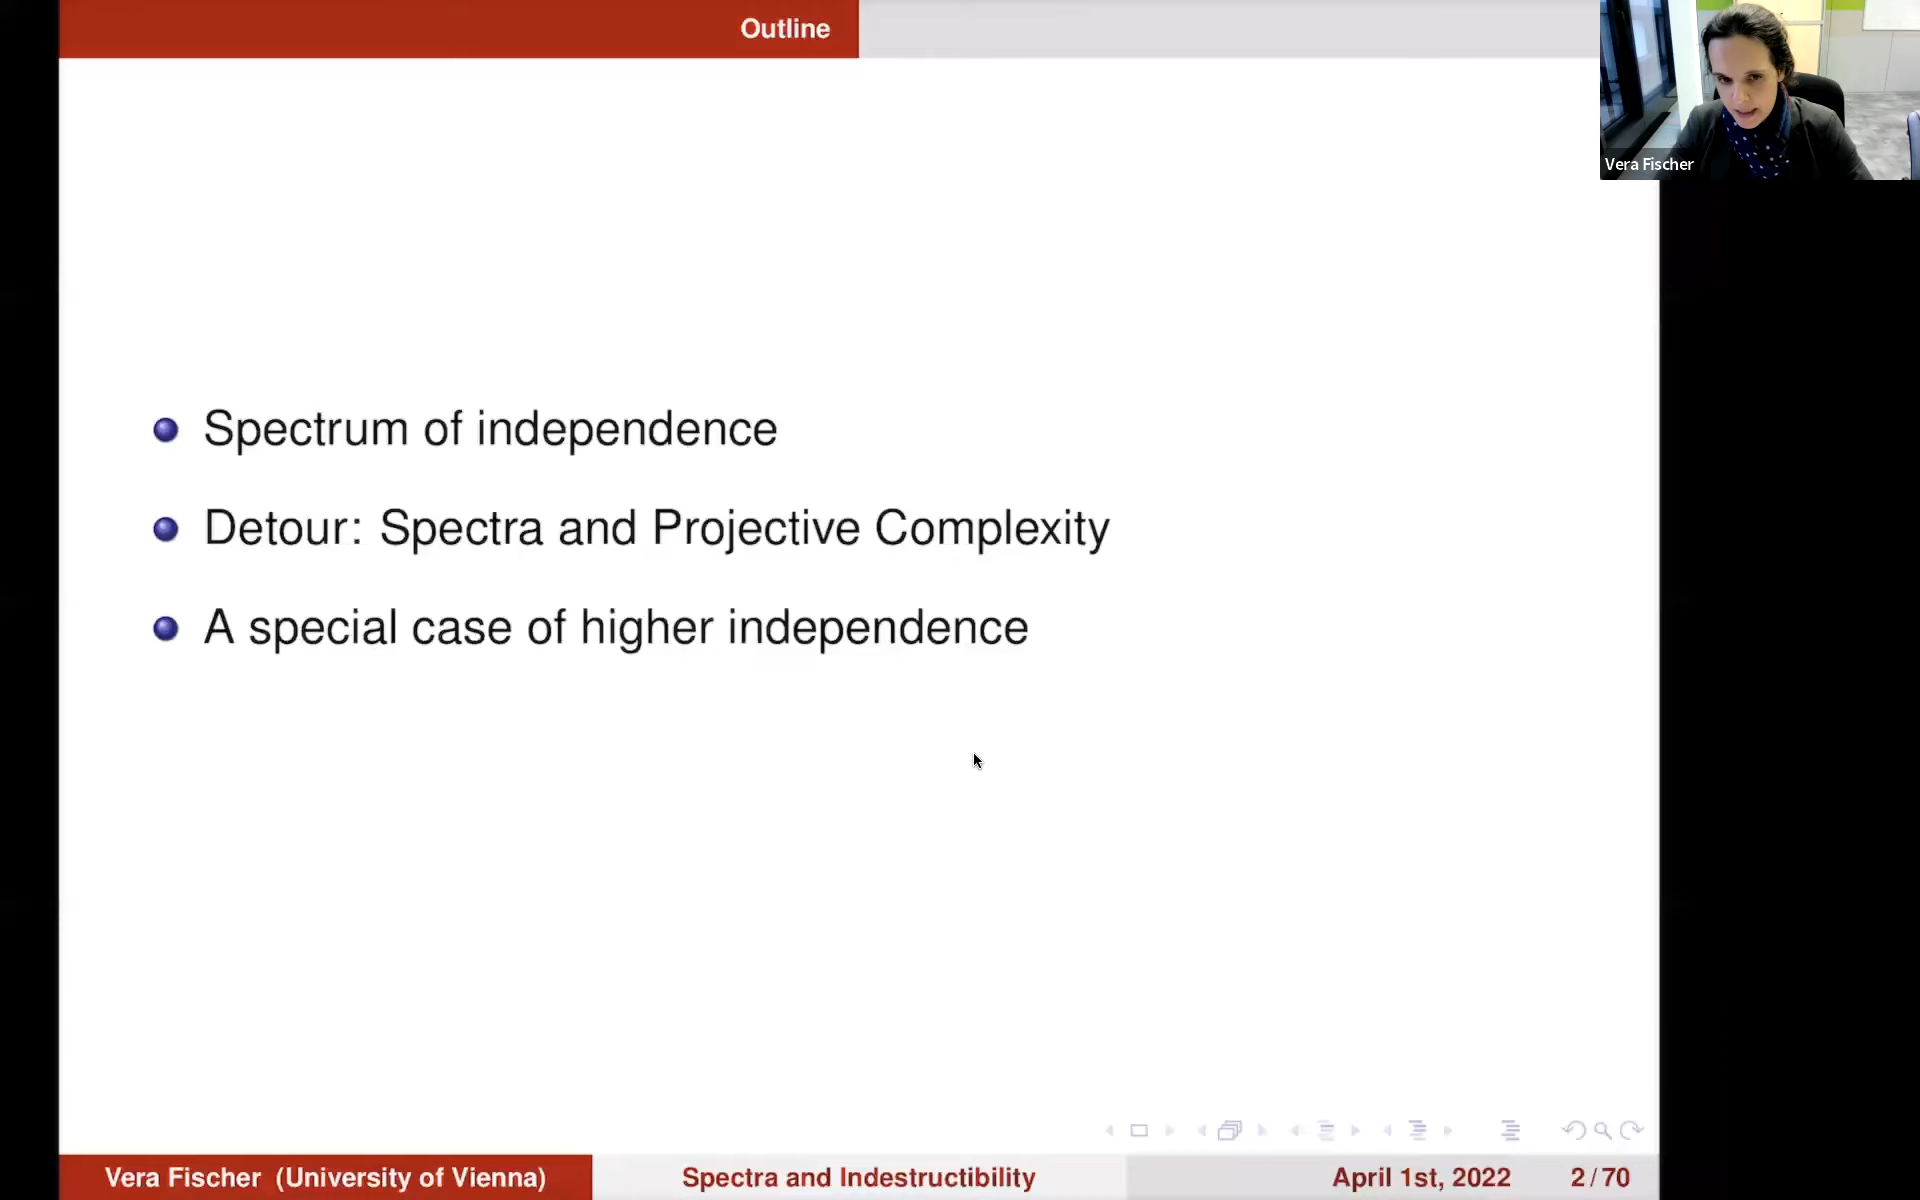 Outline
Vera Fischer
Spectrum of independence
Detour: Spectra and Projective Complexity
A special case of higher independence
Vera Fischer (University of Vienna)
Spectra and Indestructibility
April 1st, 2022
2 / 70